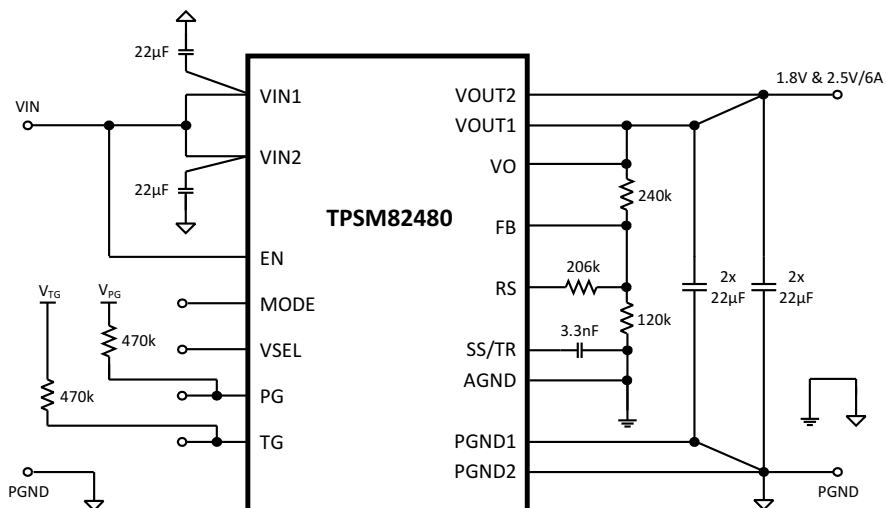 22µF
VIN
22µF
V_TG
V_PG
470k
470k
PGND
VIN1
VIN2
EN
MODE
VSEL
PG
TG
TPSM82480
VOUT2
VOUT1
VO
FB
RS
SS/TR
AGND
PGND1
PGND2
240k
206k
120k
3.3nF
2x
22µF
2x
22µF
1.8V & 2.5V/6A
PGND